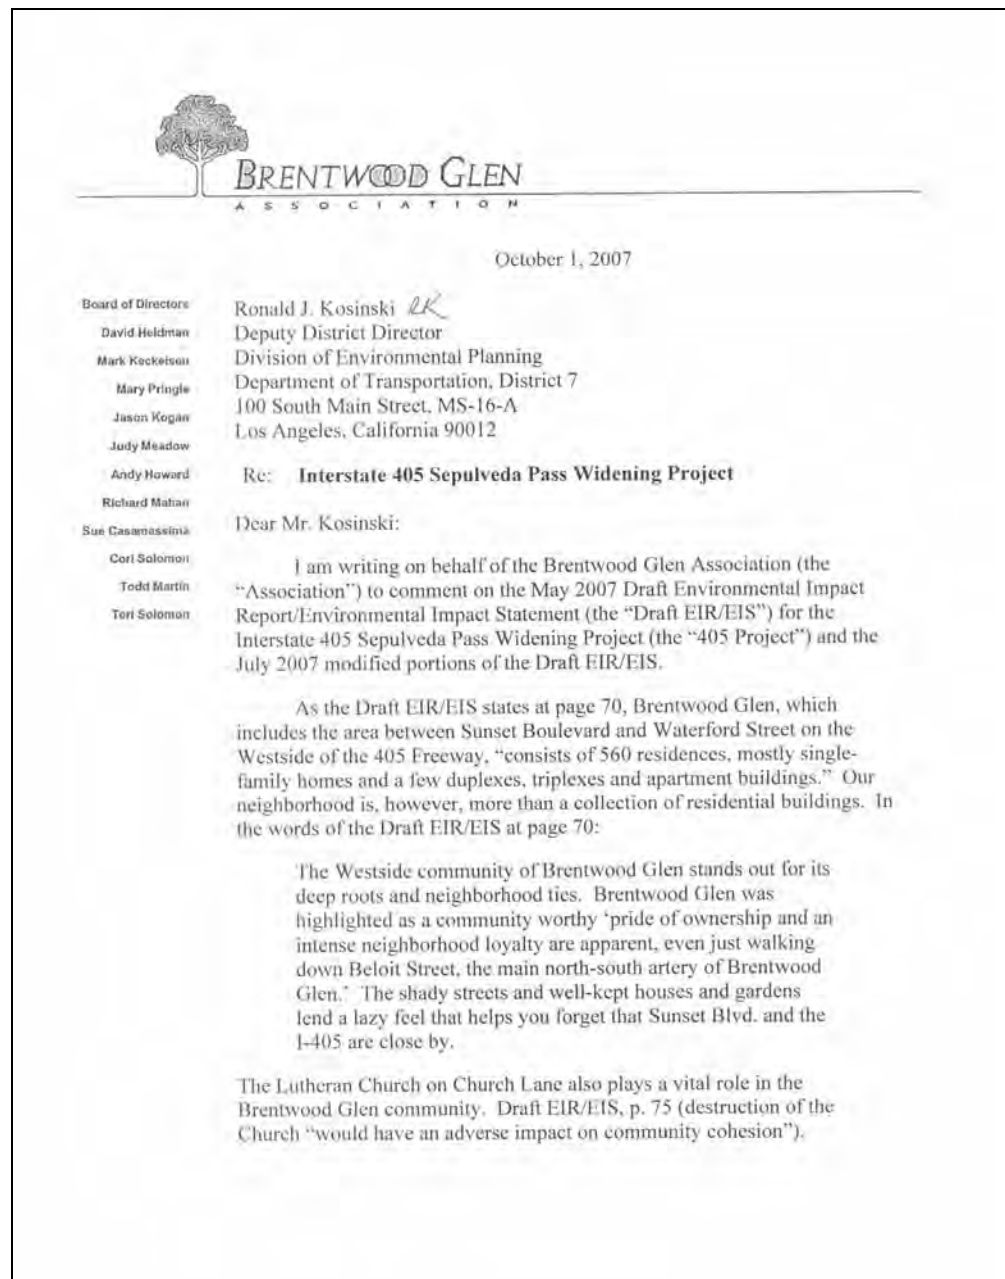 BRENTWOOD GLEN
ASSOCIATION
October 1, 2007
Board of Directors
David Heldman
Mark Keckeisen
Mary Pringle
Jason Kogan
Judy Meadow
Andy Howard
Richard Mahan
Sue Casamassima
Cori Solomon
Todd Martin
Tori Solomon
Ronald J. Kosinski RK
Deputy District Director
Division of Environmental Planning
Department of Transportation, District 7
100 South Main Street, MS-16-A
Los Angeles, California 90012
Re: Interstate 405 Sepulveda Pass Widening Project
Dear Mr. Kosinski:
I am writing on behalf of the Brentwood Glen Association (the
“Association”) to comment on the May 2007 Draft Environmental Impact
Report/Environmental Impact Statement (the “Draft EIR/EIS”) for the
Interstate 405 Sepulveda Pass Widening Project (the “405 Project”) and the
July 2007 modified portions of the Draft EIR/EIS.
As the Draft EIR/EIS states at page 70, Brentwood Glen, which
includes the area between Sunset Boulevard and Waterford Street on the
Westside of the 405 Freeway, “consists of 560 residences, mostly single-
family homes and a few duplexes, triplexes and apartment buildings.” Our
neighborhood is, however, more than a collection of residential buildings. In
the words of the Draft EIR/EIS at page 70:
The Westside community of Brentwood Glen stands out for its
deep roots and neighborhood ties. Brentwood Glen was
highlighted as a community worthy ‘pride of ownership and an
intense neighborhood loyalty are apparent, even just walking
down Beloit Street, the main north-south artery of Brentwood
Glen.’ The shady streets and well-kept houses and gardens
lend a lazy feel that helps you forget that Sunset Blvd. and the
I-405 are close by.
The Lutheran Church on Church Lane also plays a vital role in the
Brentwood Glen community. Draft EIR/EIS, p. 75 (destruction of the
Church “would have an adverse impact on community cohesion”).